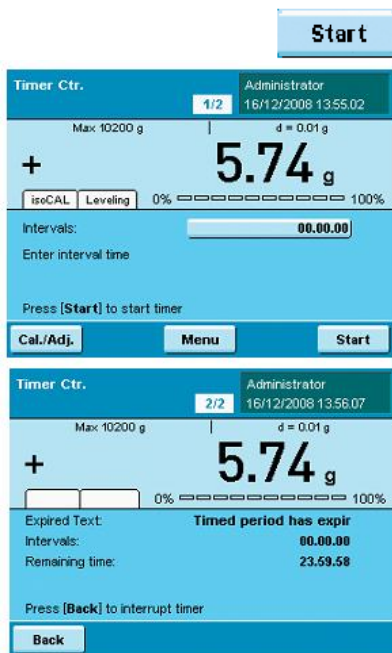 Start
Timer Ctr.
Administrator
1/2
16/12/2008 13.55.02
Max 10200 g
d = 0.01 g
+ 5.74 g
isoCAL Leveling 0% 100%
Intervals: 00.00.00
Enter interval time
Press [Start] to start timer
Cal./Adj. Menu Start
Timer Ctr.
Administrator
2/2
16/12/2008 13.56.07
Max 10200 g
d = 0.01 g
+ 5.74 g
0% 100%
Expired Text: Timed period has expir
Intervals: 00.00.00
Remaining time: 23.59.58
Press [Back] to interrupt timer
Back